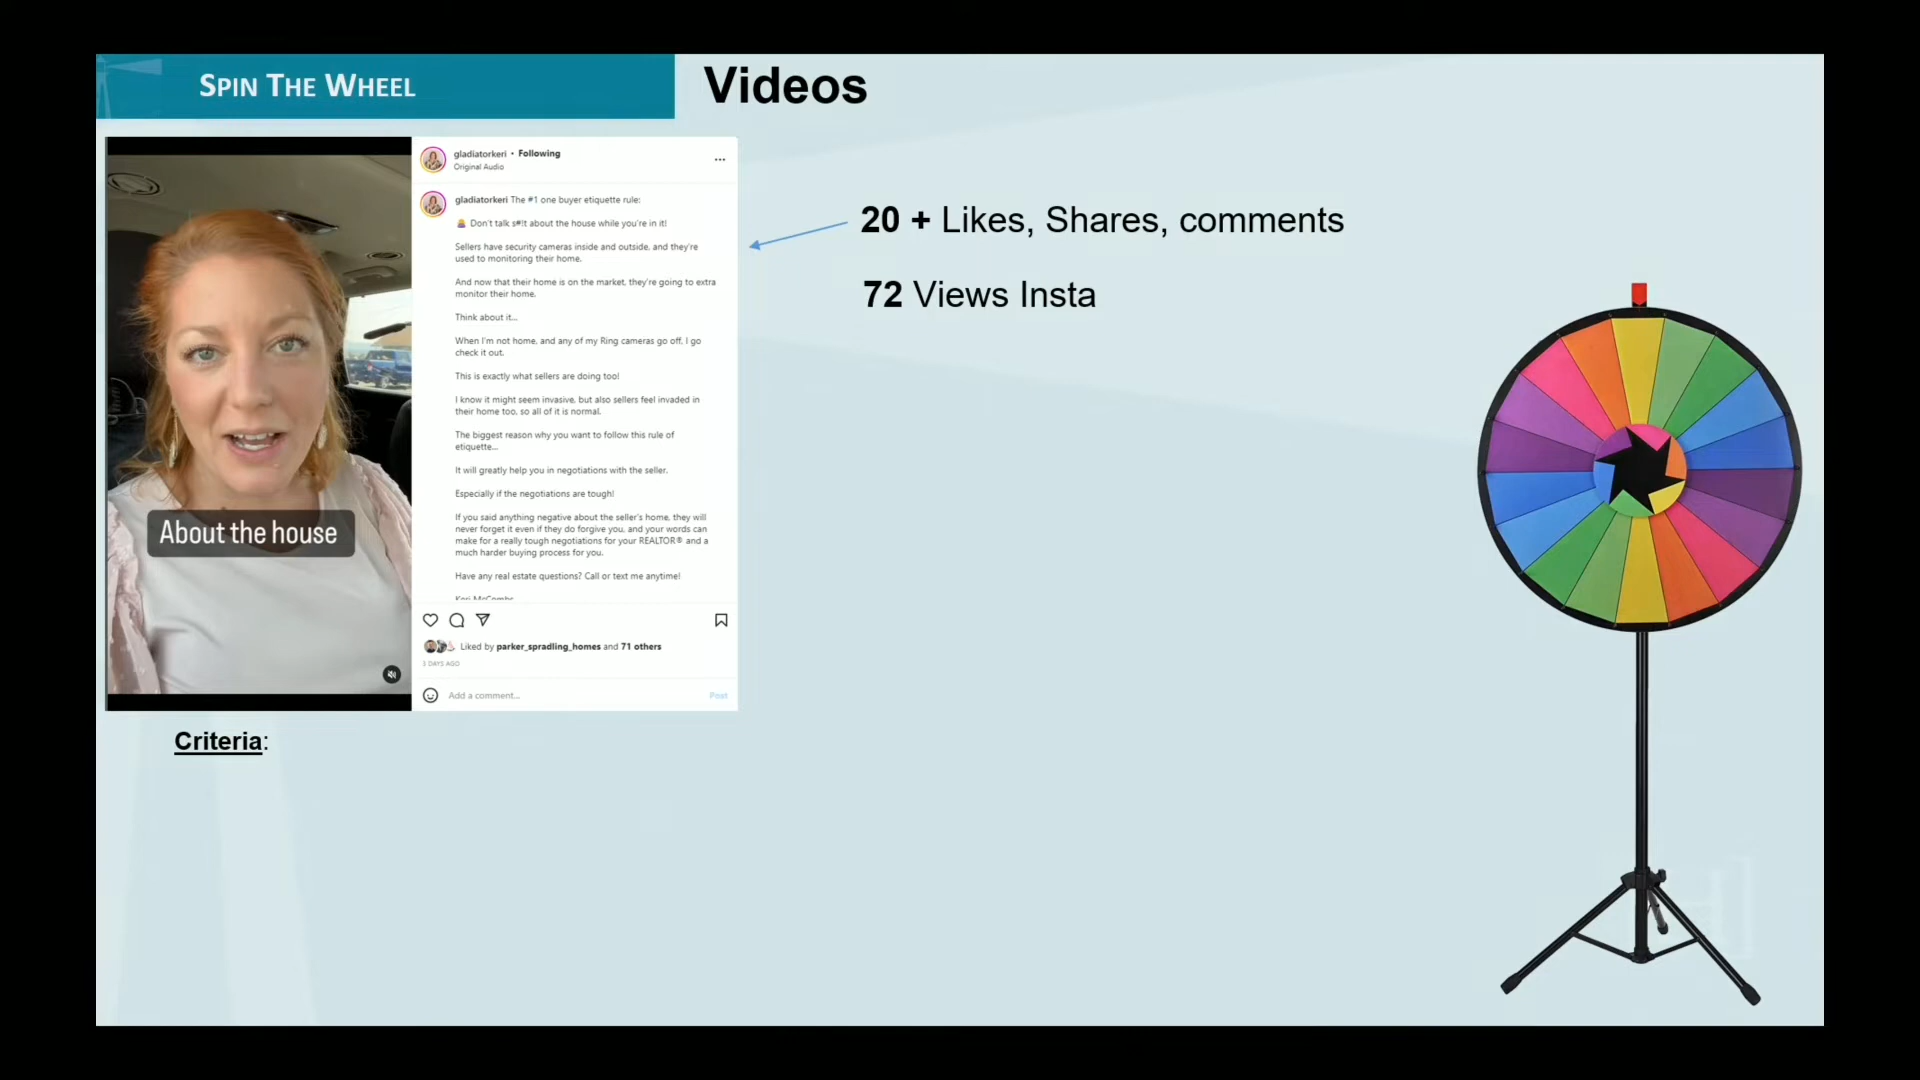 SPIN THE WHEEL
Videos
gladiatorkeri • Following
Original Audio
gladiatorkeri The #1 one buyer etiquette rule:
🚨 Don't talk s#!t about the house while you're in it!
Sellers have security cameras inside and outside, and they're
used to monitoring their home.
And now that their home is on the market, they're going to extra
monitor their home.
Think about it...
When I'm not home, and any of my Ring cameras go off, I go
check it out.
This is exactly what sellers are doing too!
I know it might seem invasive, but also sellers feel invaded in
their home too, so all of it is normal.
The biggest reason why you want to follow this rule of
etiquette...
It will greatly help you in negotiations with the seller.
Especially if the negotiations are tough!
If you said anything negative about the seller's home, they will
never forget it even if they do forgive you, and your words can
make for a really tough negotiations for your REALTOR® and a
much harder buying process for you.
Have any real estate questions? Call or text me anytime!
Keri McCombs
Liked by parker_spradling_homes and 71 others
3 DAYS AGO
Add a comment...
Post
About the house
20 + Likes, Shares, comments
72 Views Insta
Criteria: